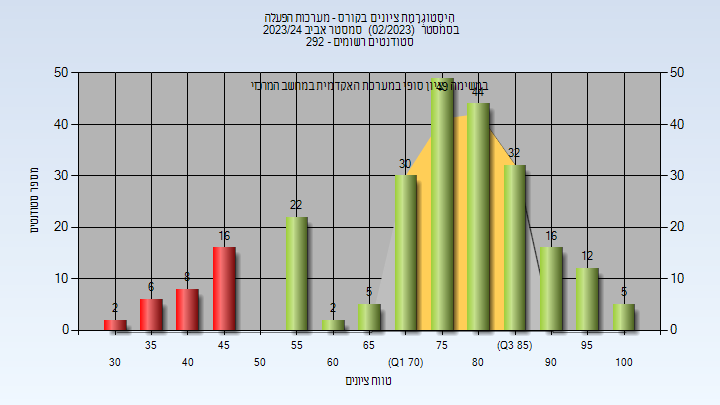 היסטוגרמת ציונים בקורס - מערכות הפעלה
בסמסטר (02/2023) סמסטר אביב 2023/24
סטודנטים רשומים - 292
במשימה ציון סופי במערכת האקדמית במחשב המרכזי
מספר סטודנטים
50 50
40 40
30 30
20 20
10 10
0 0
2 6 8 16 22 2 5 30 49 44 32 16 12 5
35 45 55 65 75 (Q3 85) 95
30 40 50 60 (Q1 70) 80 90 100
טווח ציונים